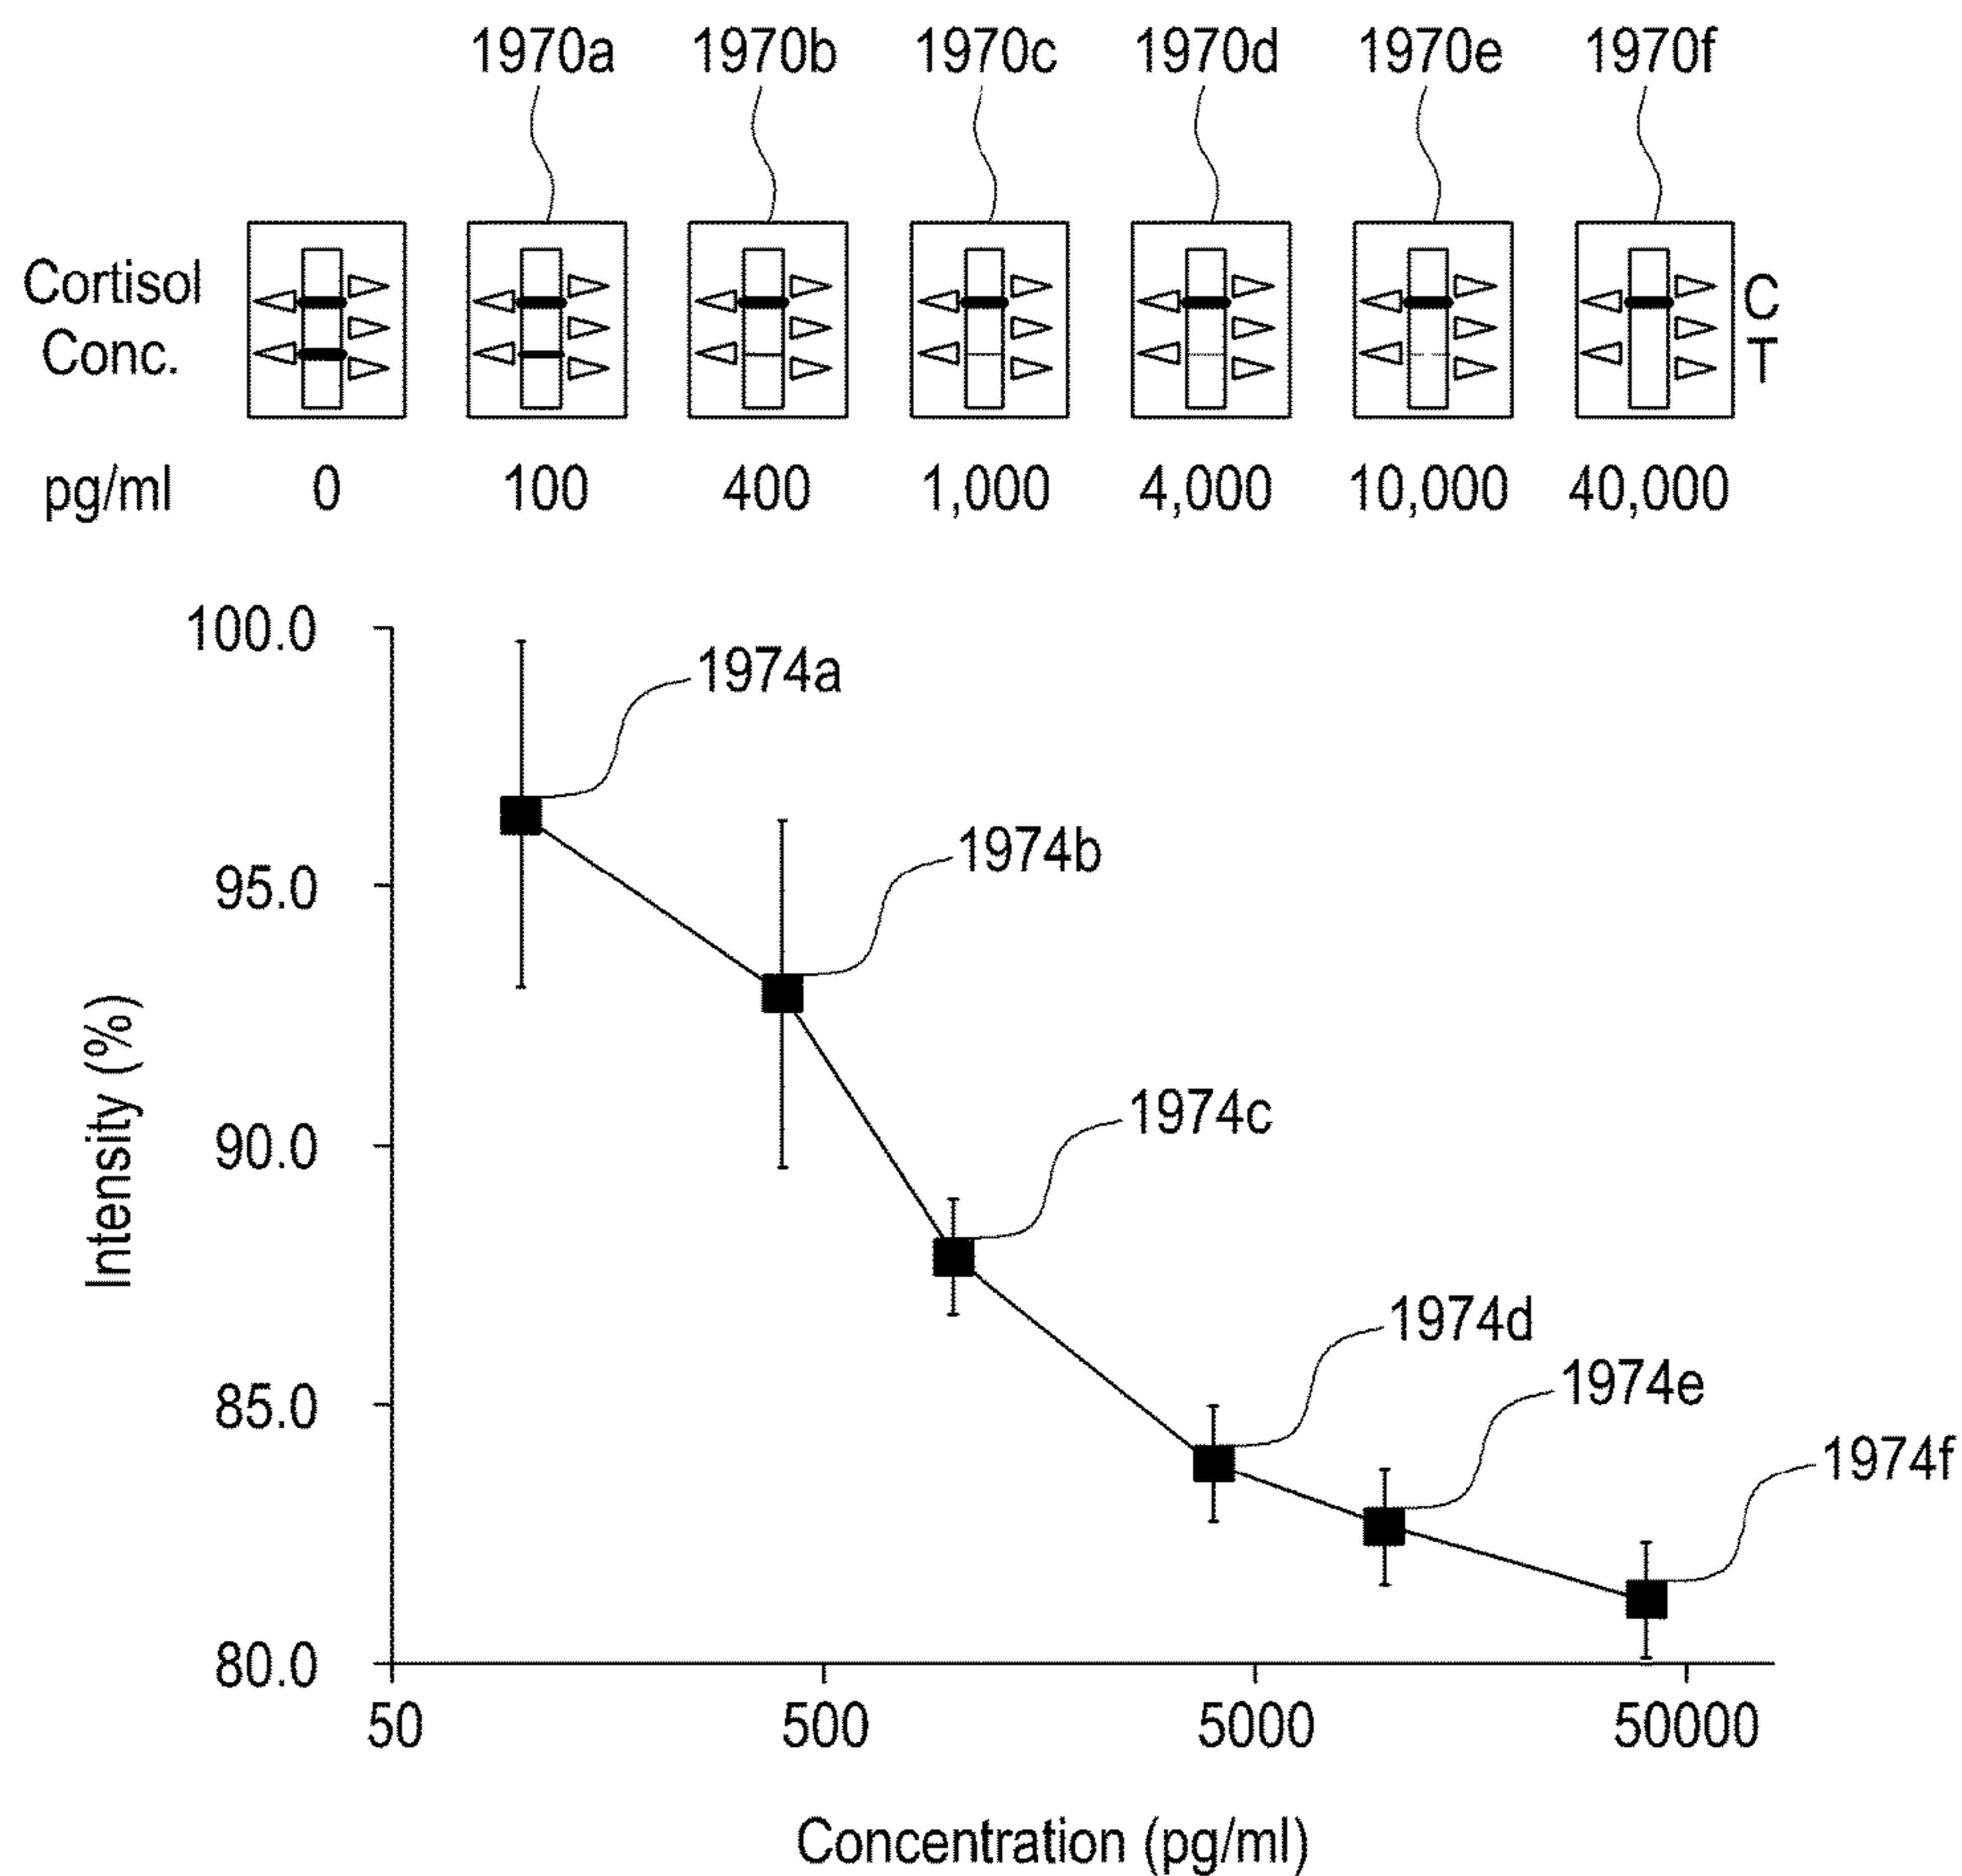 1970a 1970b 1970c 1970d 1970e 1970f
Cortisol
Conc.
C
T
pg/ml 0 100 400 1,000 4,000 10,000 40,000
100.0
1974a
1974b
95.0
1974c
90.0
Intensity (%)
1974d
1974e
85.0
1974f
80.0
50 500 5000 50000
Concentration (pg/ml)